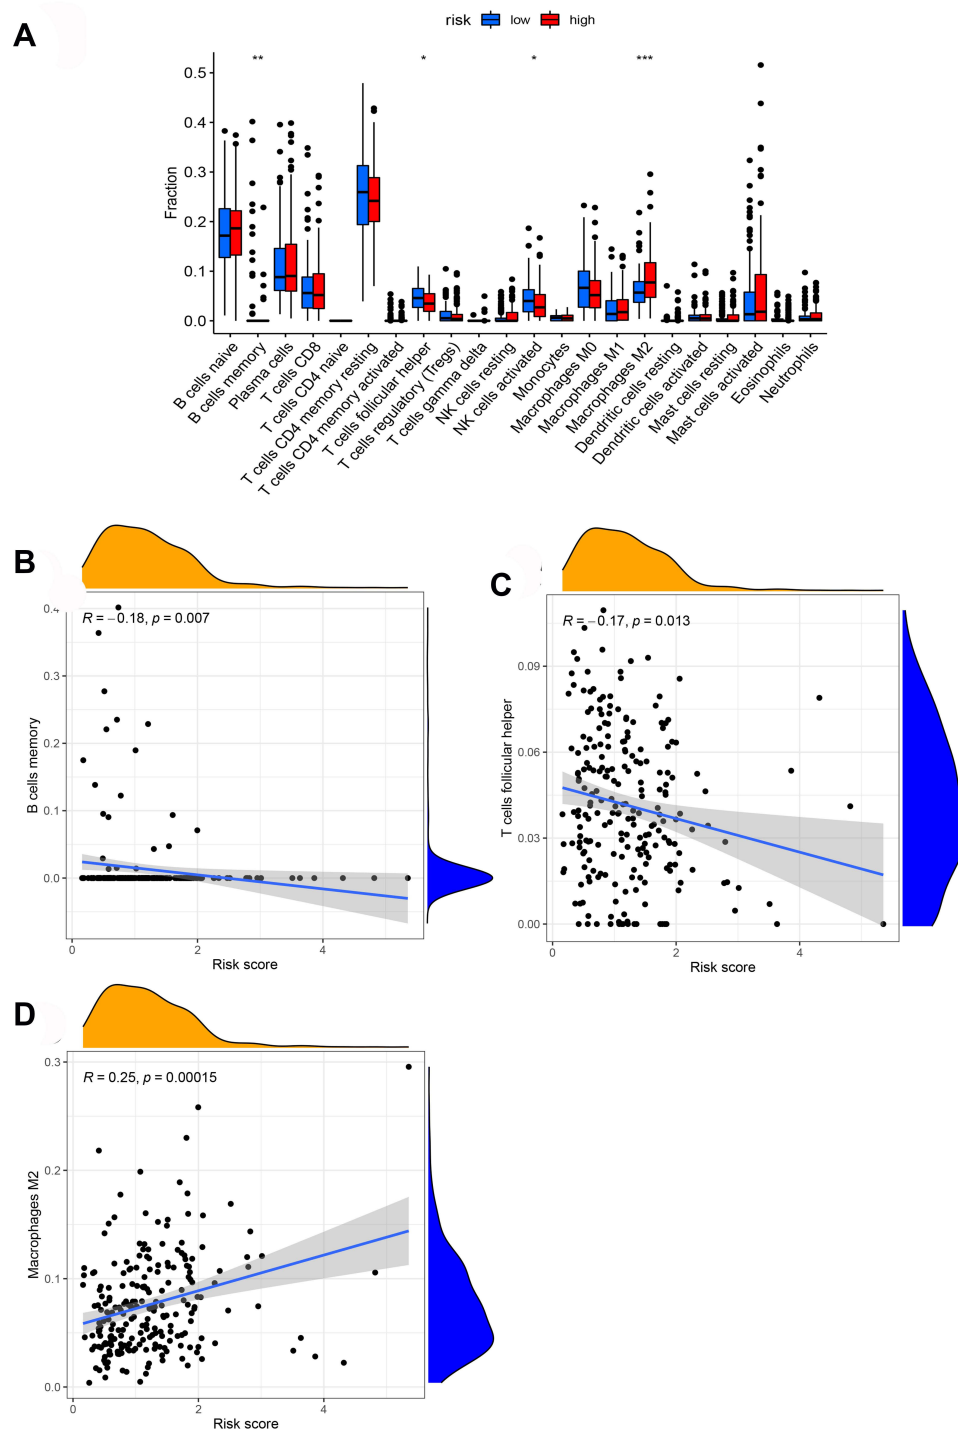 A
risk low high
** * * ***
Fraction
0.5
0.4
0.3
0.2
0.1
0.0
B cells naive
B cells memory
Plasma cells
T cells CD8
T cells CD4 naive
T cells CD4 memory resting
T cells CD4 memory activated
T cells follicular helper
T cells regulatory (Tregs)
T cells gamma delta
NK cells resting
NK cells activated
Monocytes
Macrophages M0
Macrophages M1
Macrophages M2
Dendritic cells resting
Dendritic cells activated
Mast cells resting
Mast cells activated
Eosinophils
Neutrophils
B
R = −0.18, p = 0.007
B cells memory
0.4
0.3
0.2
0.1
0.0
0 2 4
Risk score
C
R = −0.17, p = 0.013
T cells follicular helper
0.09
0.06
0.03
0.00
0 2 4
Risk score
D
R = 0.25, p = 0.00015
Macrophages M2
0.3
0.2
0.1
0.0
0 2 4
Risk score